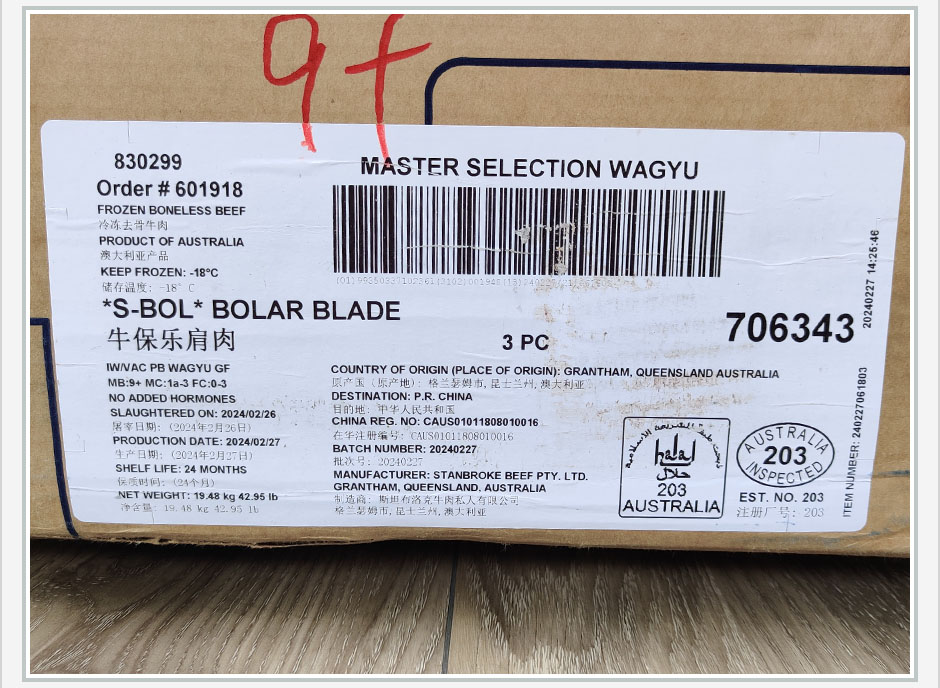 9+
830299
Order # 601918
FROZEN BONELESS BEEF
冷冻去骨牛肉
PRODUCT OF AUSTRALIA
澳大利亚产品
KEEP FROZEN: -18°C
储存温度: -18° C
MASTER SELECTION WAGYU
*S-BOL* BOLAR BLADE
牛保乐肩肉
3 PC
706343
20240227 14:25:46
IW/VAC PB WAGYU GF
MB:9+ MC:1a-3 FC:0-3
NO ADDED HORMONES
SLAUGHTERED ON: 2024/02/26
屠宰日期: (2024年2月26日)
PRODUCTION DATE: 2024/02/27
生产日期: (2024年2月27日)
SHELF LIFE: 24 MONTHS
保质时间: (24个月)
NET WEIGHT: 19.48 kg 42.95 lb
净含量: 19.48 kg 42.95 lb
COUNTRY OF ORIGIN (PLACE OF ORIGIN): GRANTHAM, QUEENSLAND AUSTRALIA
原产国 (原产地): 格兰瑟姆市, 昆士兰州, 澳大利亚
DESTINATION: P.R. CHINA
目的地: 中华人民共和国
CHINA REG. NO: CAUS01011808010016
在华注册编号: CAUS01011808010016
BATCH NUMBER: 20240227
批次号: 20240227
MANUFACTURER: STANBROKE BEEF PTY. LTD.
GRANTHAM, QUEENSLAND, AUSTRALIA
制造商: 斯坦布洛克牛肉私人有限公司
格兰瑟姆市, 昆士兰州, 澳大利亚
halal
حلال
203
AUSTRALIA
AUSTRALIA
203
INSPECTED
EST. NO. 203
注册厂号: 203
ITEM NUMBER: 240227061803